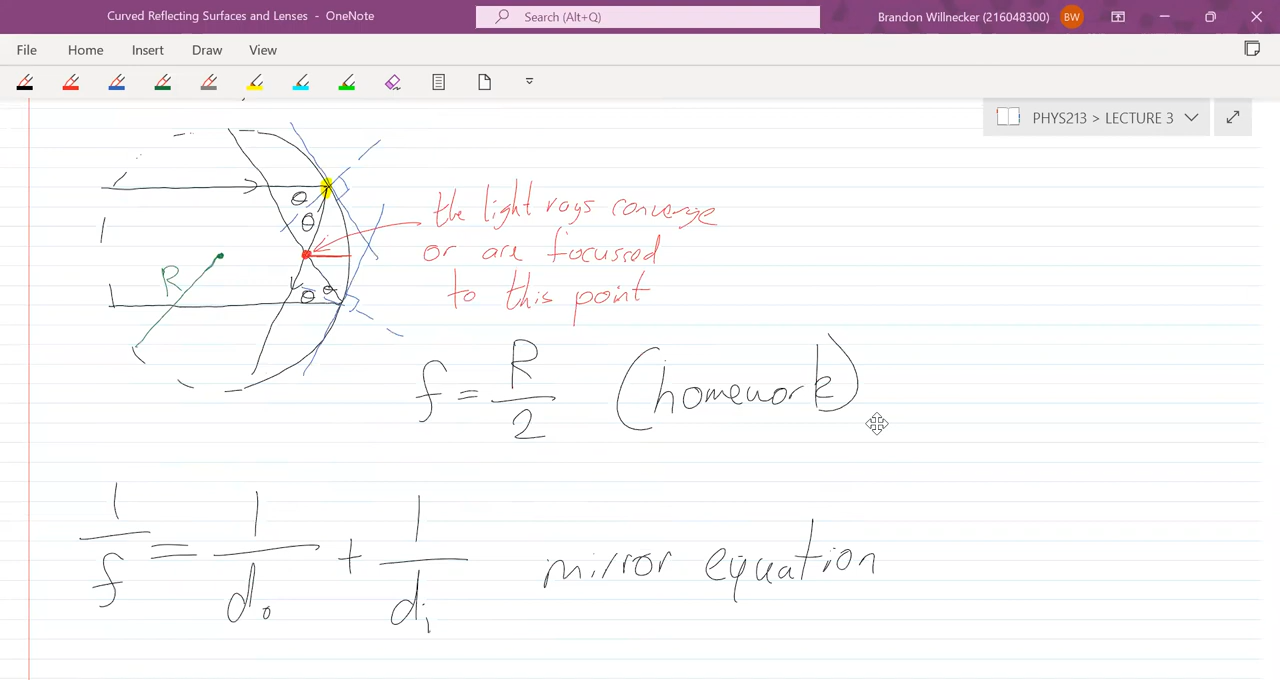 Curved Reflecting Surfaces and Lenses - OneNote
Search (Alt+Q)
Brandon Willnecker (216048300)
BW
File Home Insert Draw View
PHYS213 > LECTURE 3
θ
θ
the light rays converge
or are focussed
to this point
R
θ θ
f = R/2 (homework)
1/f = 1/do + 1/di mirror equation